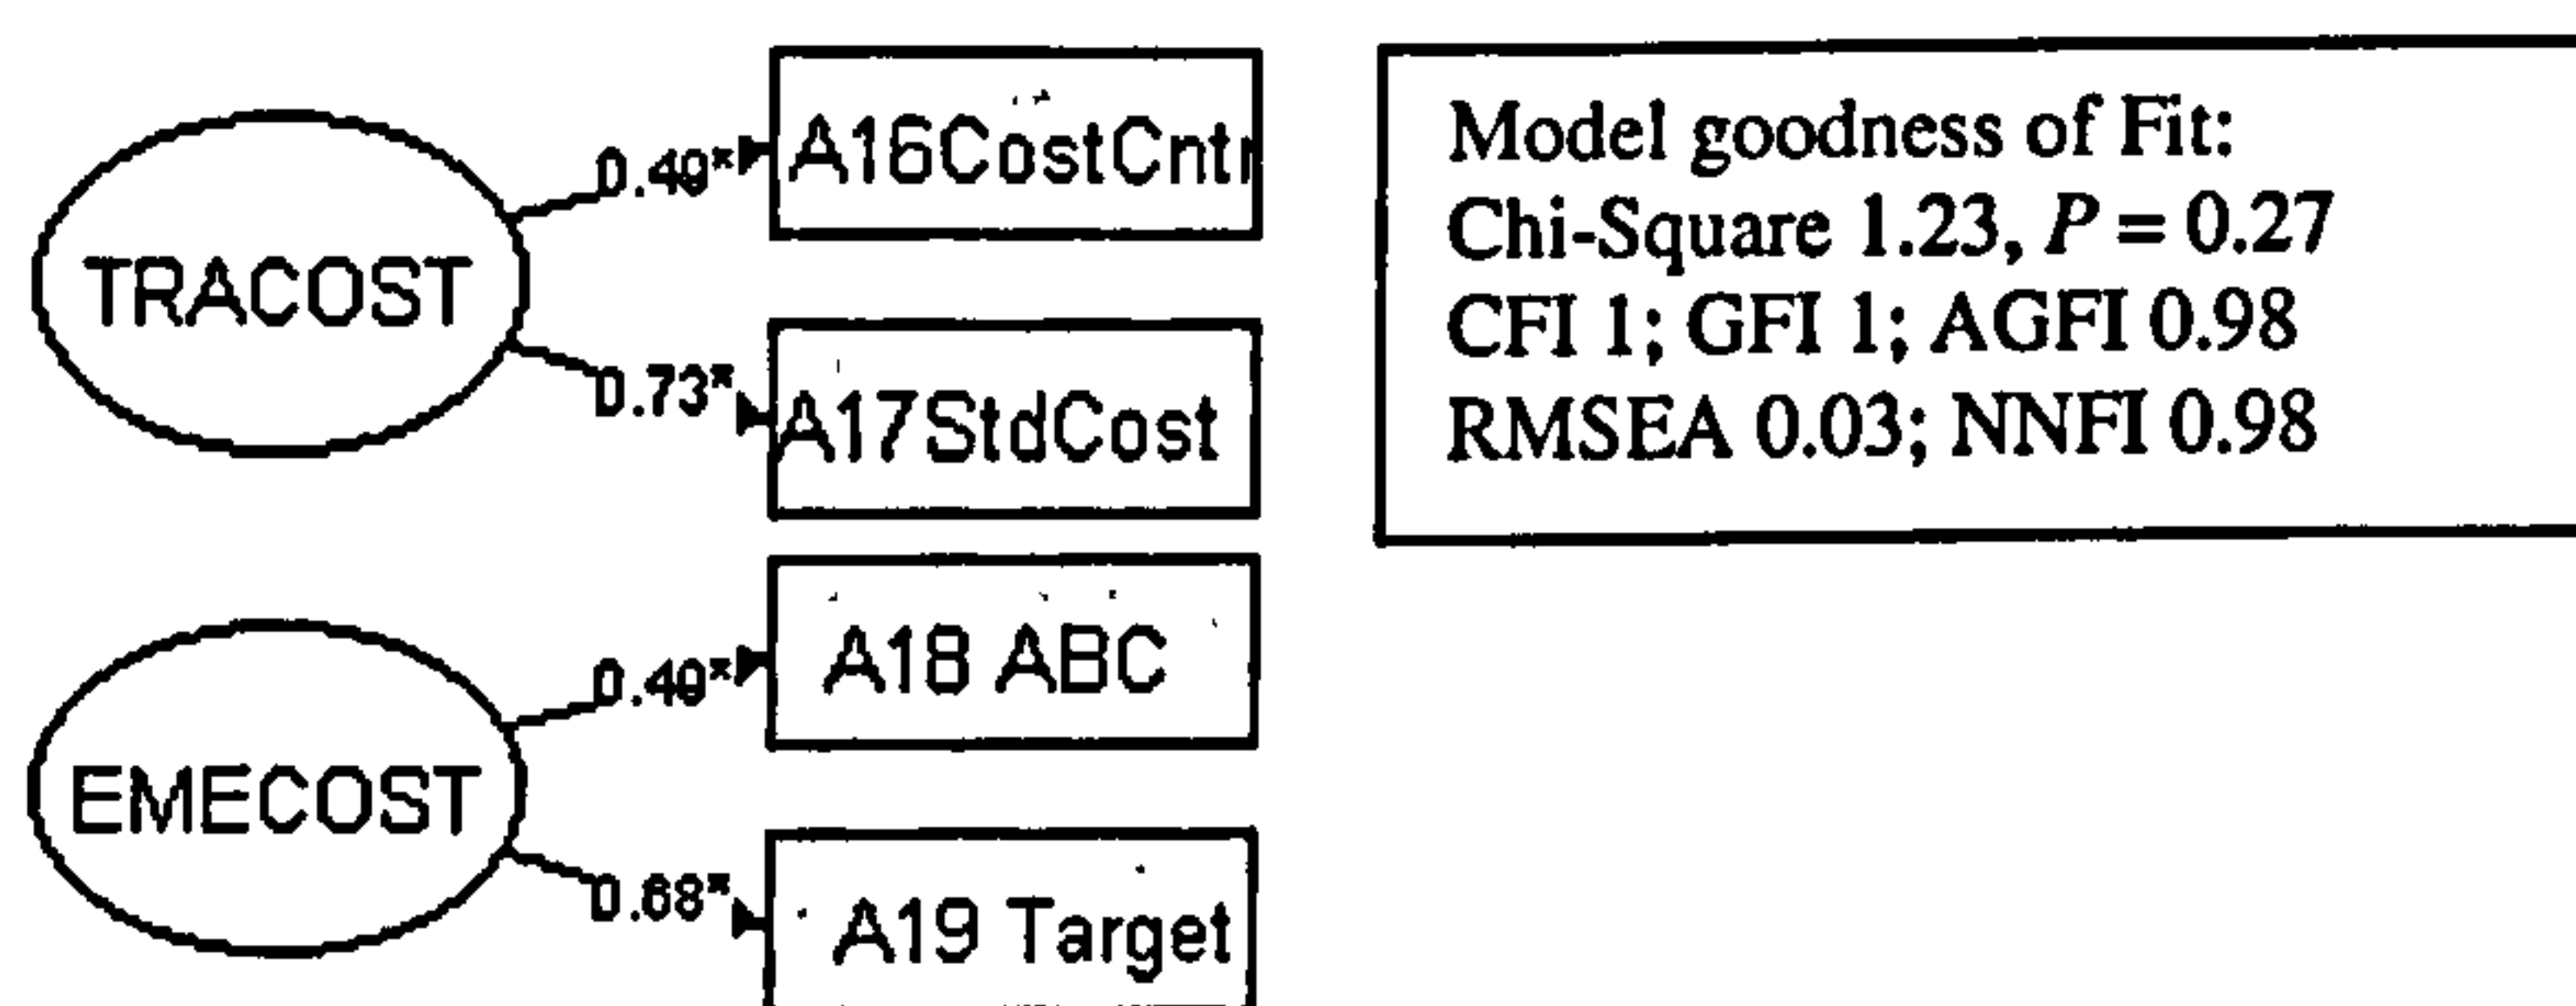 TRACOST
0.49*
A16CostCntr
0.73*
A17StdCost
EMECOST
0.49*
A18 ABC
0.68*
A19 Target
Model goodness of Fit:
Chi-Square 1.23, P = 0.27
CFI 1; GFI 1; AGFI 0.98
RMSEA 0.03; NNFI 0.98